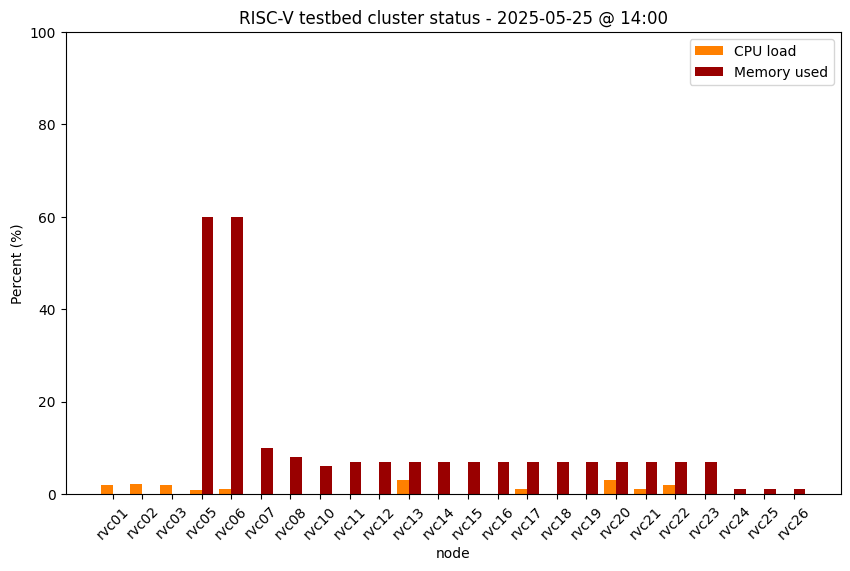 RISC-V testbed cluster status - 2025-05-25 @ 14:00
CPU load
Memory used
Percent (%)
100
80
60
40
20
0
rvc01 rvc02 rvc03 rvc05 rvc06 rvc07 rvc08 rvc10 rvc11 rvc12 rvc13 rvc14 rvc15 rvc16 rvc17 rvc18 rvc19 rvc20 rvc21 rvc22 rvc23 rvc24 rvc25 rvc26
node